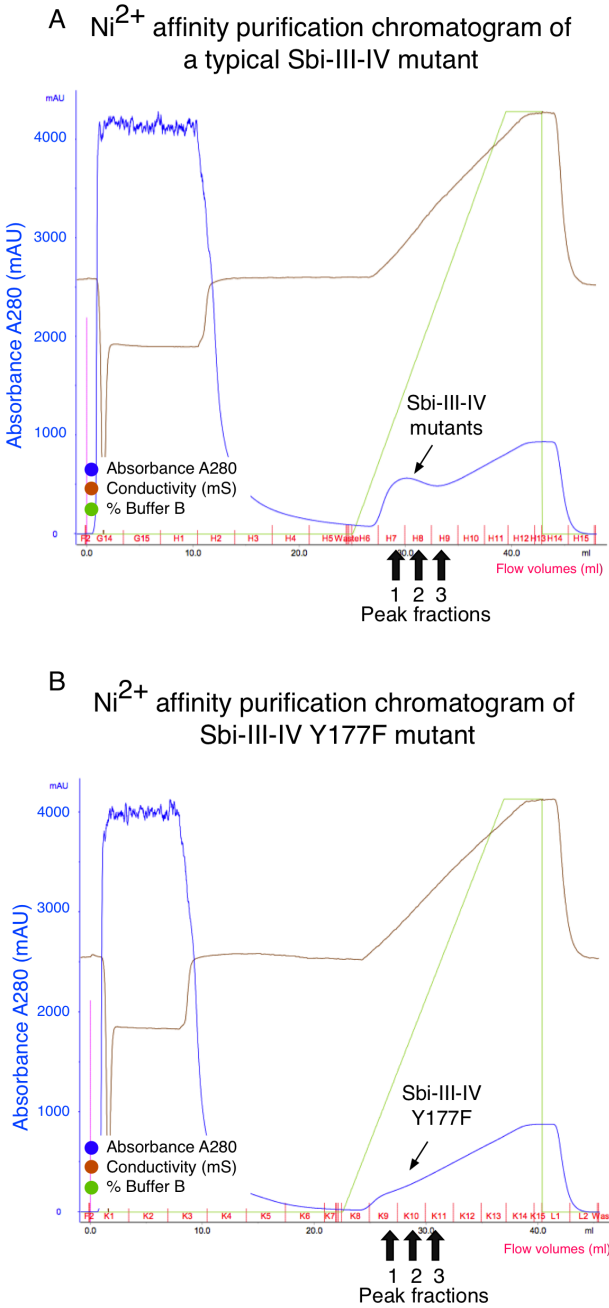 A
Ni2+ affinity purification chromatogram of
a typical Sbi-III-IV mutant
mAU
4000
3000
2000
1000
0
Absorbance A280 (mAU)
Sbi-III-IV
mutants
Absorbance A280
Conductivity (mS)
% Buffer B
F2 G14 G15 H1 H2 H3 H4 H5 Waste H6 H7 H8 H9 H10 H11 H12 H13 H14 H15
0.0 10.0 20.0 30.0 40.0 ml
Flow volumes (ml)
1 2 3
Peak fractions
B
Ni2+ affinity purification chromatogram of
Sbi-III-IV Y177F mutant
mAU
4000
3000
2000
1000
0
Absorbance A280 (mAU)
Sbi-III-IV
Y177F
Absorbance A280
Conductivity (mS)
% Buffer B
F2 K1 K2 K3 K4 K5 K6 K7 K8 K9 K10 K11 K12 K13 K14 K15 L1 L2 Was
0.0 10.0 20.0 30.0 40.0
Flow volumes (ml)
1 2 3
Peak fractions